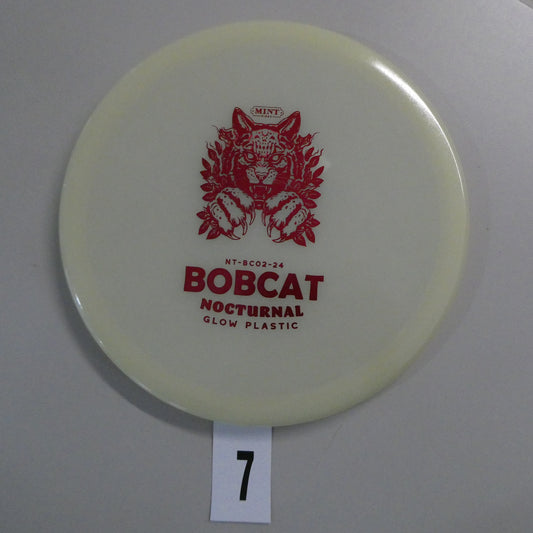 MINT
NT-BC02-24
BOBCAT
NOCTURNAL
GLOW PLASTIC
7